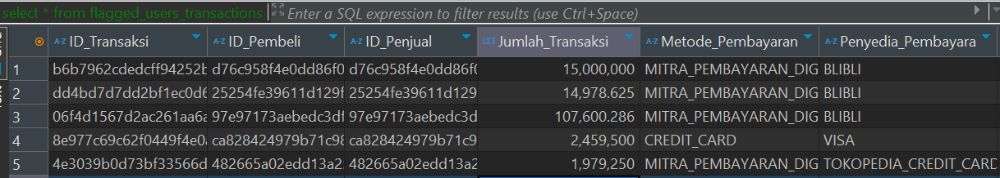 select * from flagged_users_transactions Enter a SQL expression to filter results (use Ctrl+Space)
A-Z ID_Transaksi A-Z ID_Pembeli A-Z ID_Penjual 123 Jumlah_Transaksi A-Z Metode_Pembayaran A-Z Penyedia_Pembayara
1 b6b7962cdedcff94252b d76c958f4e0dd86f0 d76c958f4e0dd86f0 15,000,000 MITRA_PEMBAYARAN_DIG BLIBLI
2 dd4bd7d7dd2bf1ec0d6 25254fe39611d129f 25254fe39611d129 14,978.625 MITRA_PEMBAYARAN_DIG BLIBLI
3 06f4d1567d2ac261aa6a 97e97173aebedc3df 97e97173aebedc3d 107,600.286 MITRA_PEMBAYARAN_DIG BLIBLI
4 8e977c69c62f0449f4e0a ca828424979b71c98 ca828424979b71c9 2,459,500 CREDIT_CARD VISA
5 4e3039b0d73bf33566d 482665a02edd13a2 482665a02edd13a2 1,979,250 MITRA_PEMBAYARAN_DIG TOKOPEDIA_CREDIT_CARD